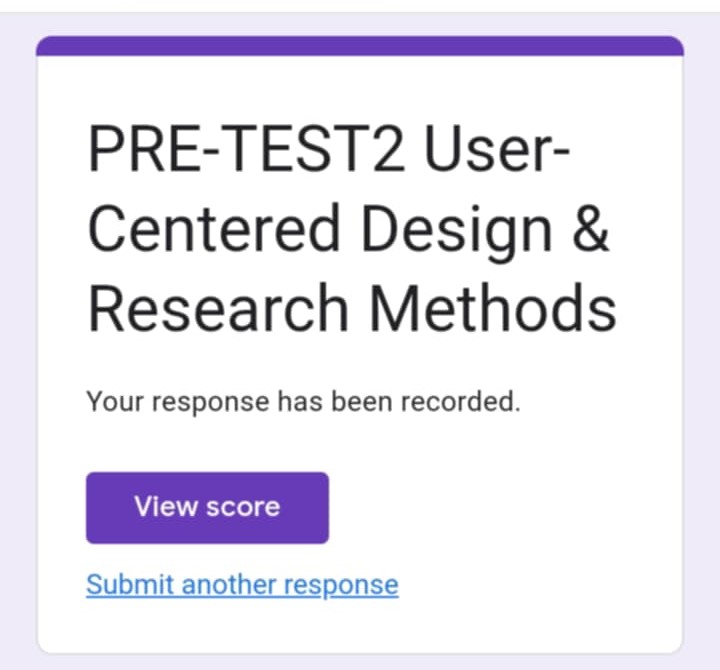 PRE-TEST2 User-
Centered Design &
Research Methods
Your response has been recorded.
View score
Submit another response